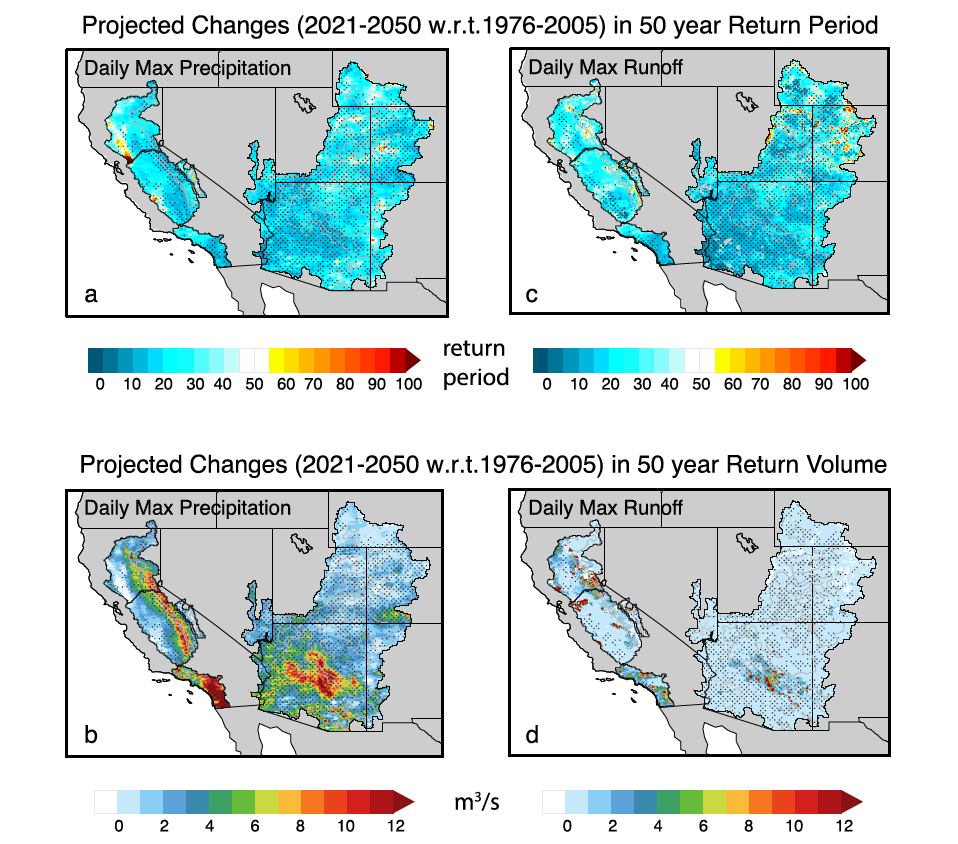 Projected Changes (2021-2050 w.r.t.1976-2005) in 50 year Return Period
Daily Max Precipitation
a
Daily Max Runoff
c
0 10 20 30 40 50 60 70 80 90 100
return
period
0 10 20 30 40 50 60 70 80 90 100
Projected Changes (2021-2050 w.r.t.1976-2005) in 50 year Return Volume
Daily Max Precipitation
b
Daily Max Runoff
d
0 2 4 6 8 10 12
m³/s
0 2 4 6 8 10 12